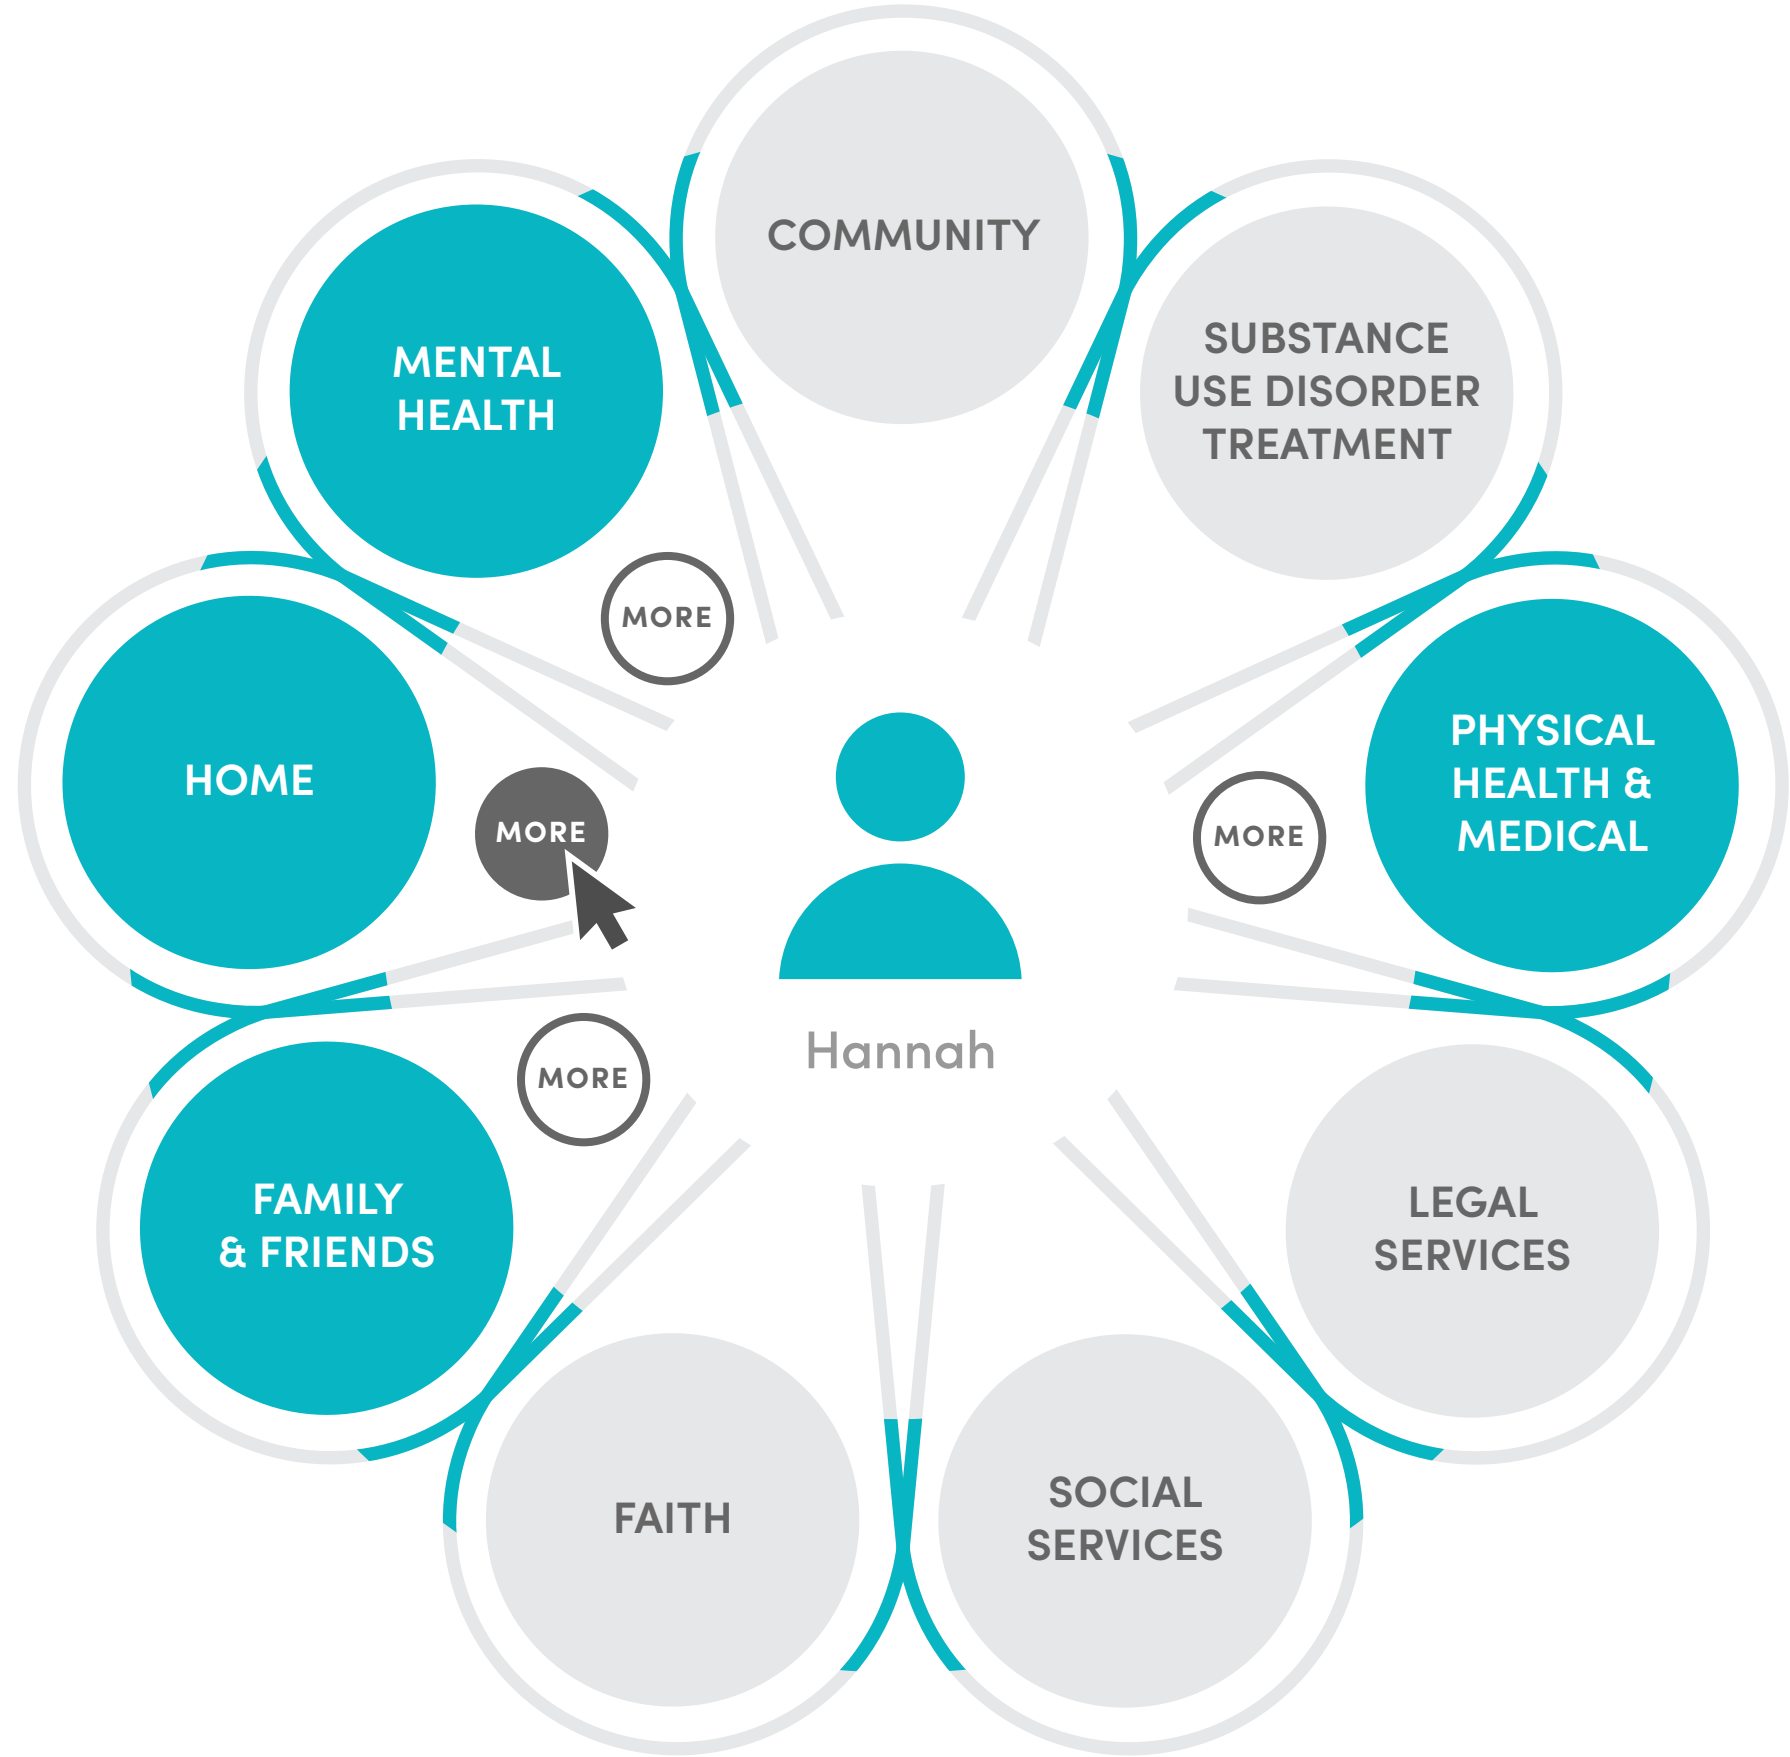 COMMUNITY
SUBSTANCE
USE DISORDER
TREATMENT
MENTAL
HEALTH
MORE
HOME
MORE
PHYSICAL
HEALTH &
MEDICAL
MORE
Hannah
MORE
FAMILY
& FRIENDS
LEGAL
SERVICES
FAITH
SOCIAL
SERVICES